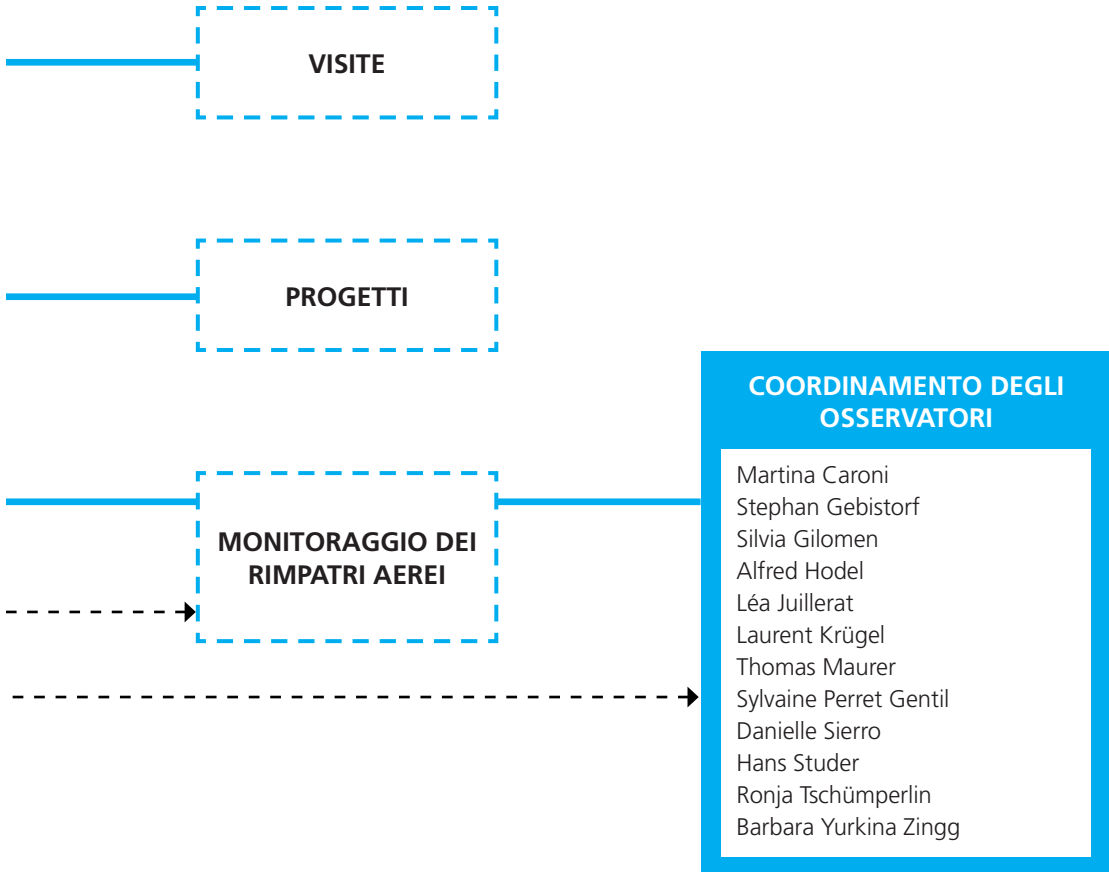 VISITE
PROGETTI
MONITORAGGIO DEI
RIMPATRI AEREI
COORDINAMENTO DEGLI
OSSERVATORI
Martina Caroni
Stephan Gebistorf
Silvia Gilomen
Alfred Hodel
Léa Juillerat
Laurent Krügel
Thomas Maurer
Sylvaine Perret Gentil
Danielle Sierro
Hans Studer
Ronja Tschümperlin
Barbara Yurkina Zingg